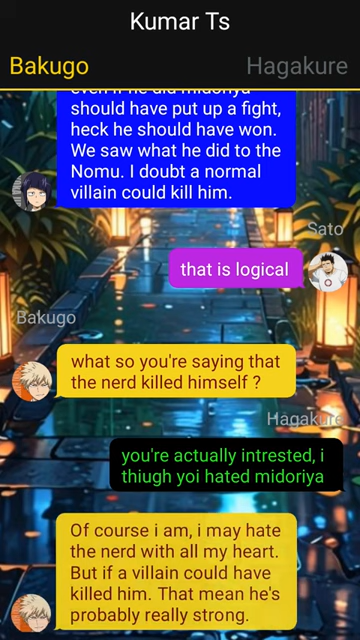 Kumar Ts
Bakugo
Hagakure
even if he did midoriya
should have put up a fight,
heck he should have won.
We saw what he did to the
Nomu. I doubt a normal
villain could kill him.
Sato
that is logical
Bakugo
what so you're saying that
the nerd killed himself ?
Hagakure
you're actually intrested, i
thiugh yoi hated midoriya
Of course i am, i may hate
the nerd with all my heart.
But if a villain could have
killed him. That mean he's
probably really strong.